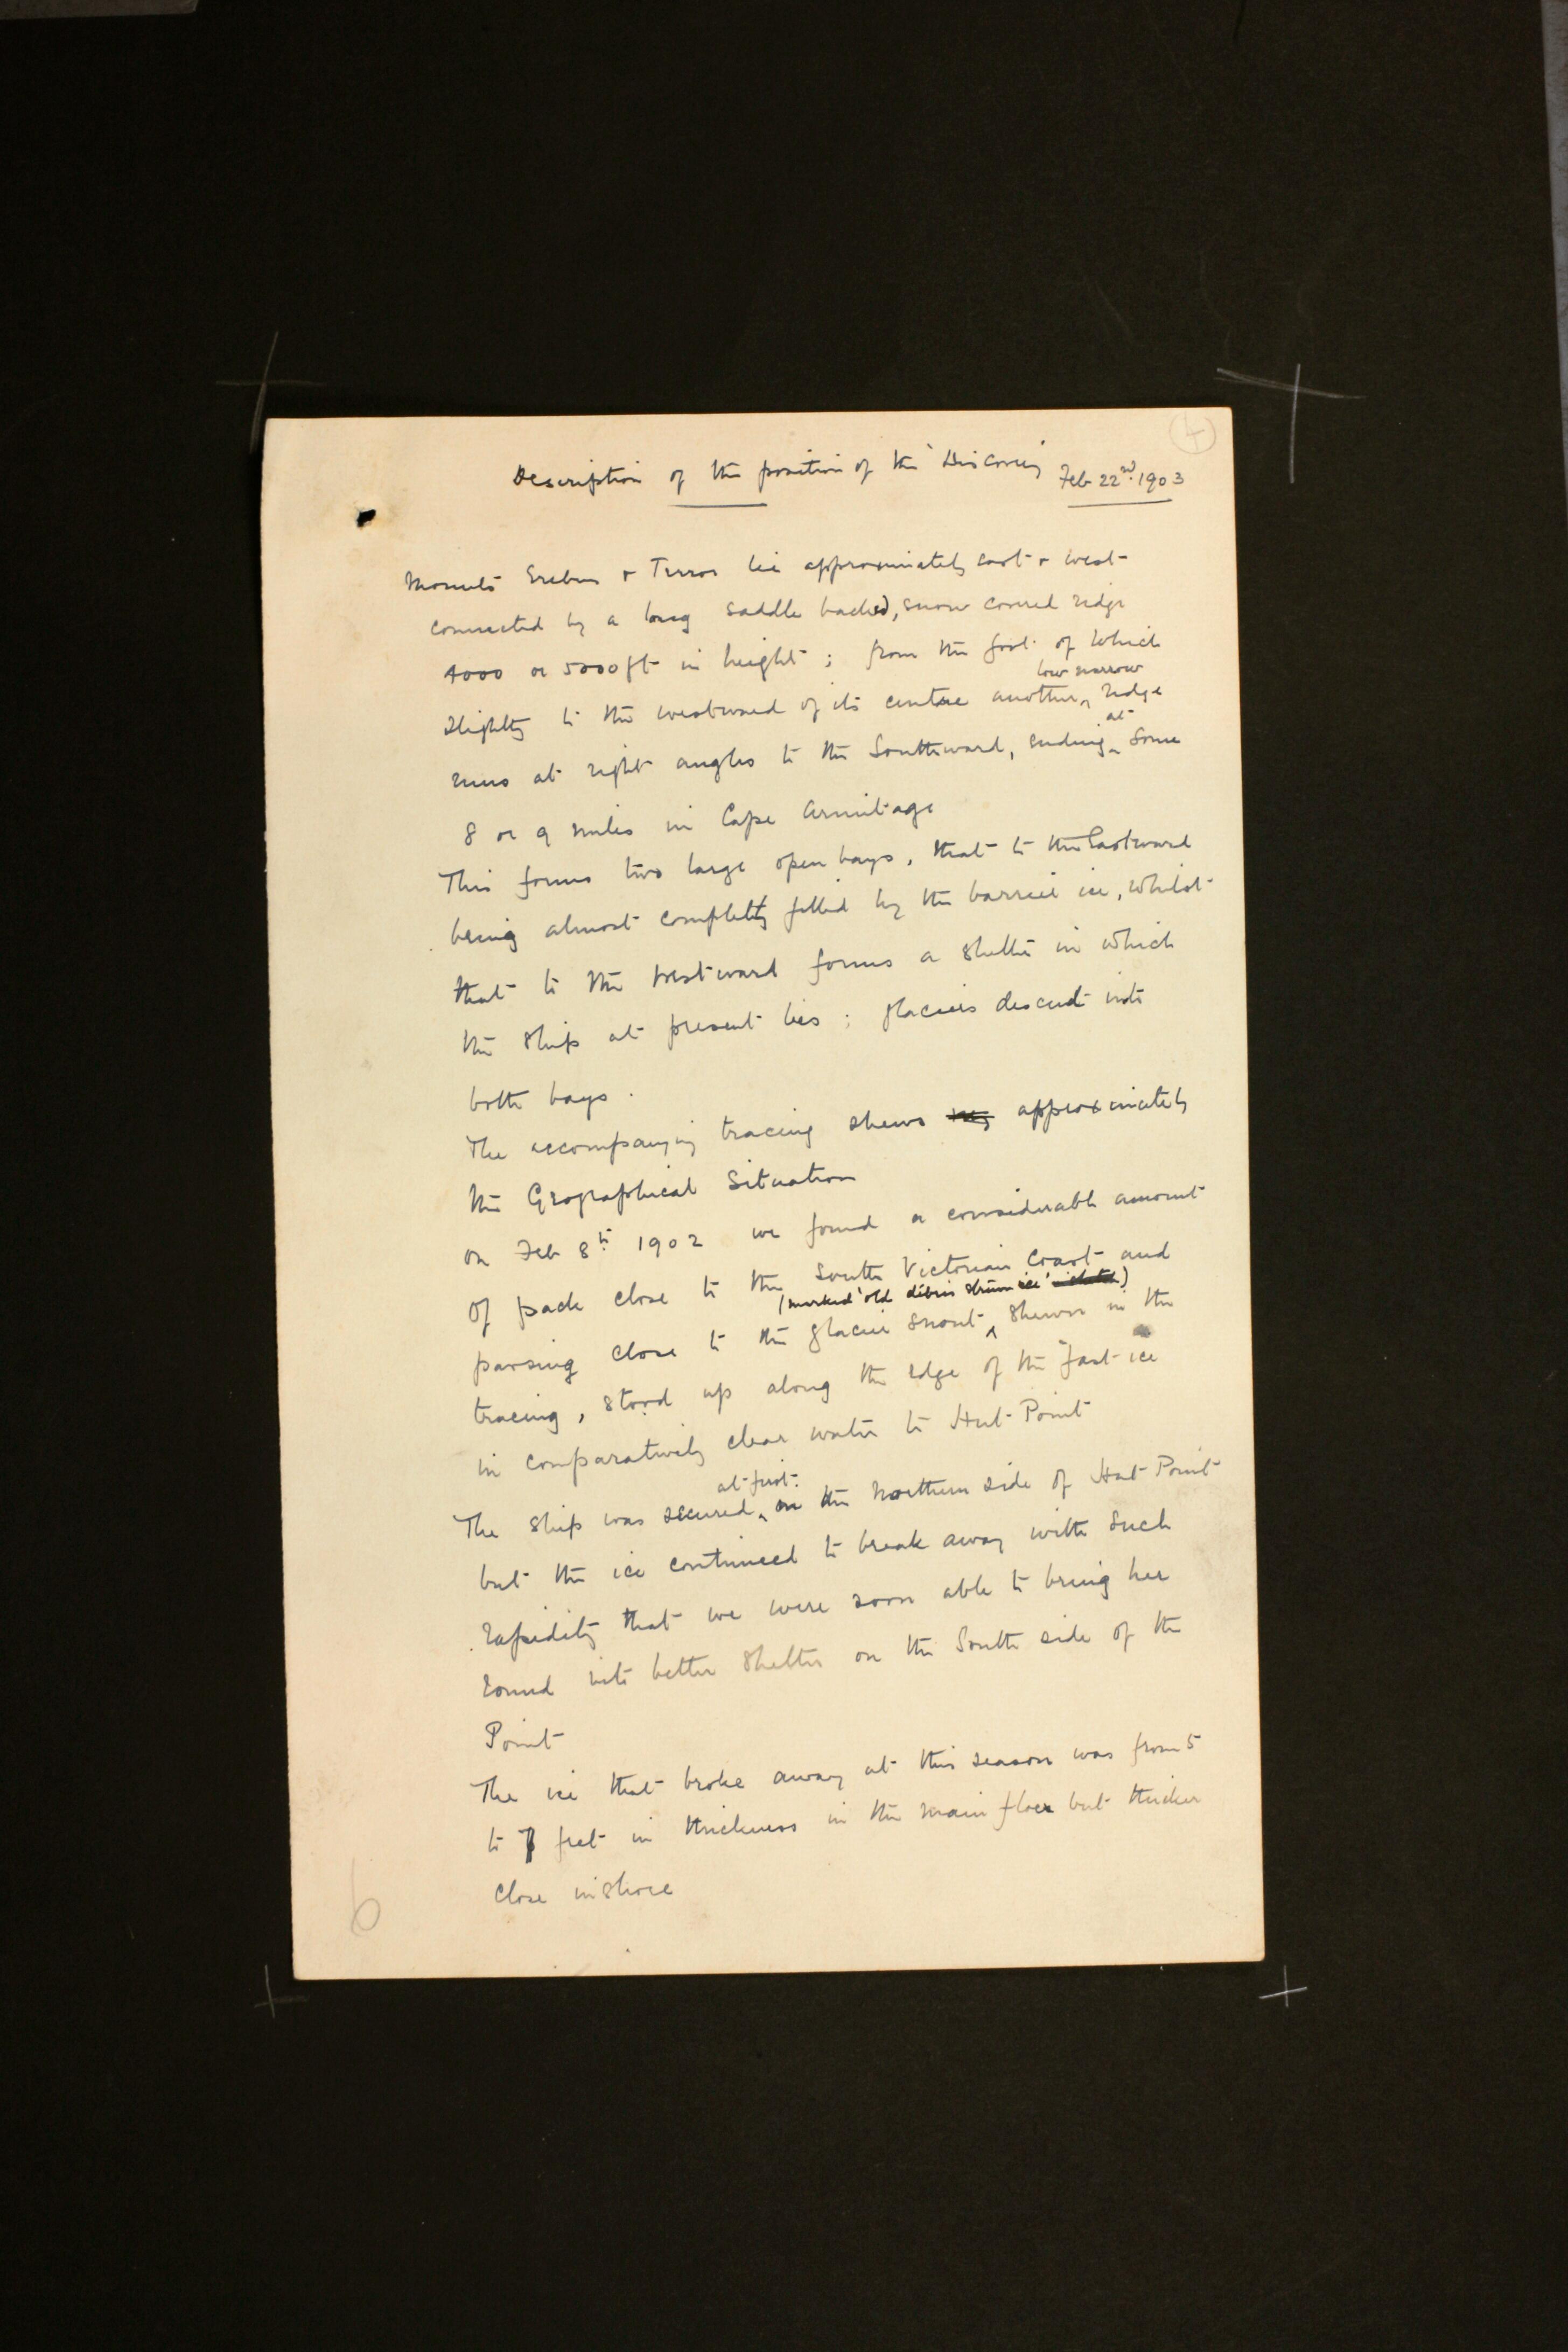 4
Description of the position of the 'Discovery' Feb 22nd. 1903
Mounts Erebus & Terror lie approximately east & west
connected by a long saddle backed, snow covered ridge
4000 or 5000 ft in height ; from the foot of which
low narrow
slightly to the westward of its centre another ^ ridge
at
runs at right angles to the Southward, ending ^ some
8 or 9 miles in Cape Armitage
This forms two large open bays, that to the Eastward
being almost completely filled by the barrier ice, whilst
that to the westward forms a shelter in which
the ship at present lies ; glaciers descend into
both bays .
The accompanying tracing shews approximately
the Geographical Situation
on Feb 8th 1902 we found a considerable amount
of pack close to the South Victorian Coast and
(marked 'old debris strewn ice' )
passing close to the glacier snout ^ shewn in the
tracing, stood up along the edge of the fast ice
in comparatively clear water to Hut Point
at first.
The ship was secured ^ on the Northern side of Hut Point
but the ice continued to break away with such
rapidity that we were soon able to bring her
round into better shelter on the South side of the
Point
The ice that broke away at this season was from 5
to feet in thickness in the main floes but thicker
close inshore
6